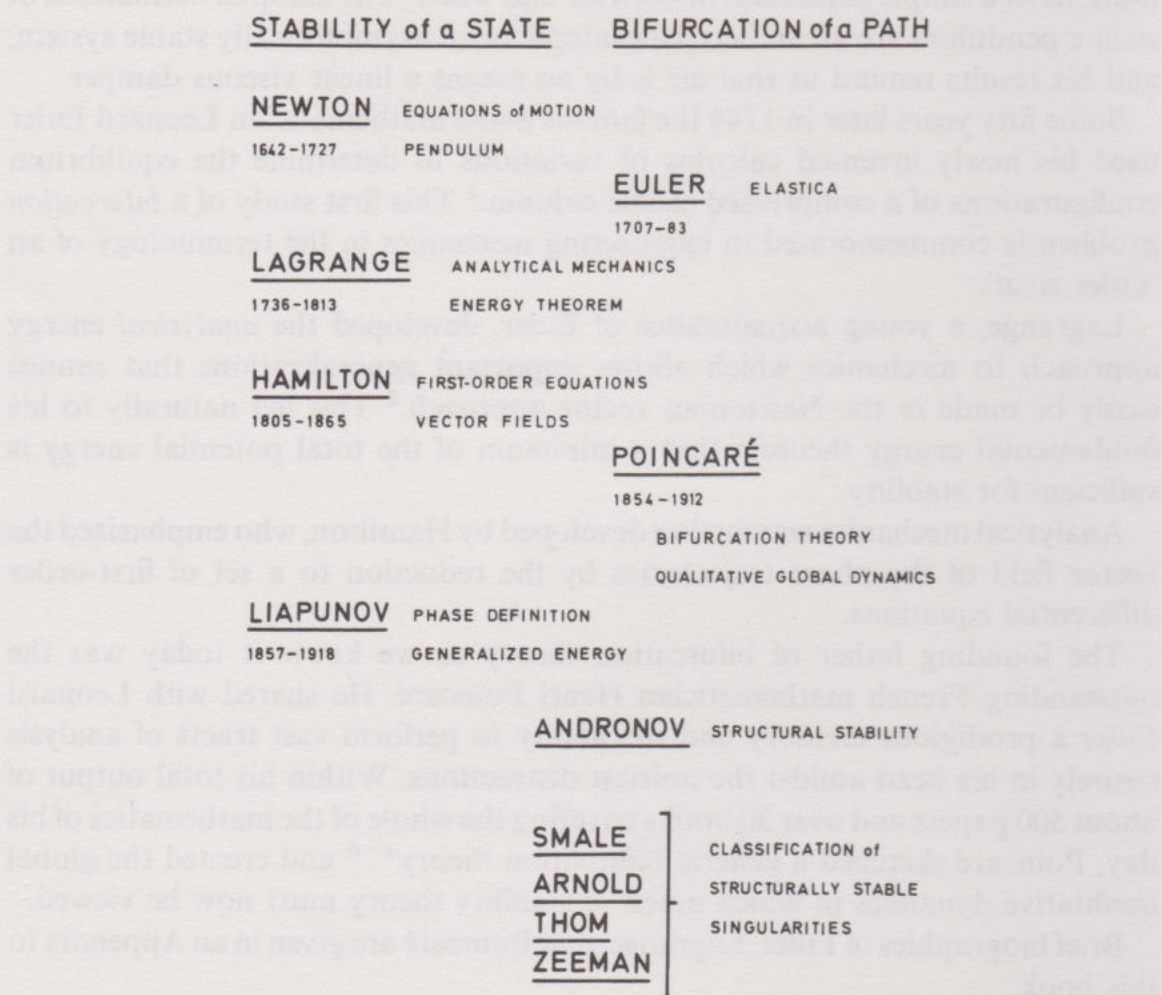 STABILITY of a STATE BIFURCATION of a PATH
NEWTON EQUATIONS of MOTION
1642-1727 PENDULUM
EULER ELASTICA
1707-83
LAGRANGE ANALYTICAL MECHANICS
1736-1813 ENERGY THEOREM
HAMILTON FIRST-ORDER EQUATIONS
1805-1865 VECTOR FIELDS
POINCARÉ
1854-1912
BIFURCATION THEORY
QUALITATIVE GLOBAL DYNAMICS
LIAPUNOV PHASE DEFINITION
1857-1918 GENERALIZED ENERGY
ANDRONOV STRUCTURAL STABILITY
SMALE CLASSIFICATION of
ARNOLD STRUCTURALLY STABLE
THOM SINGULARITIES
ZEEMAN